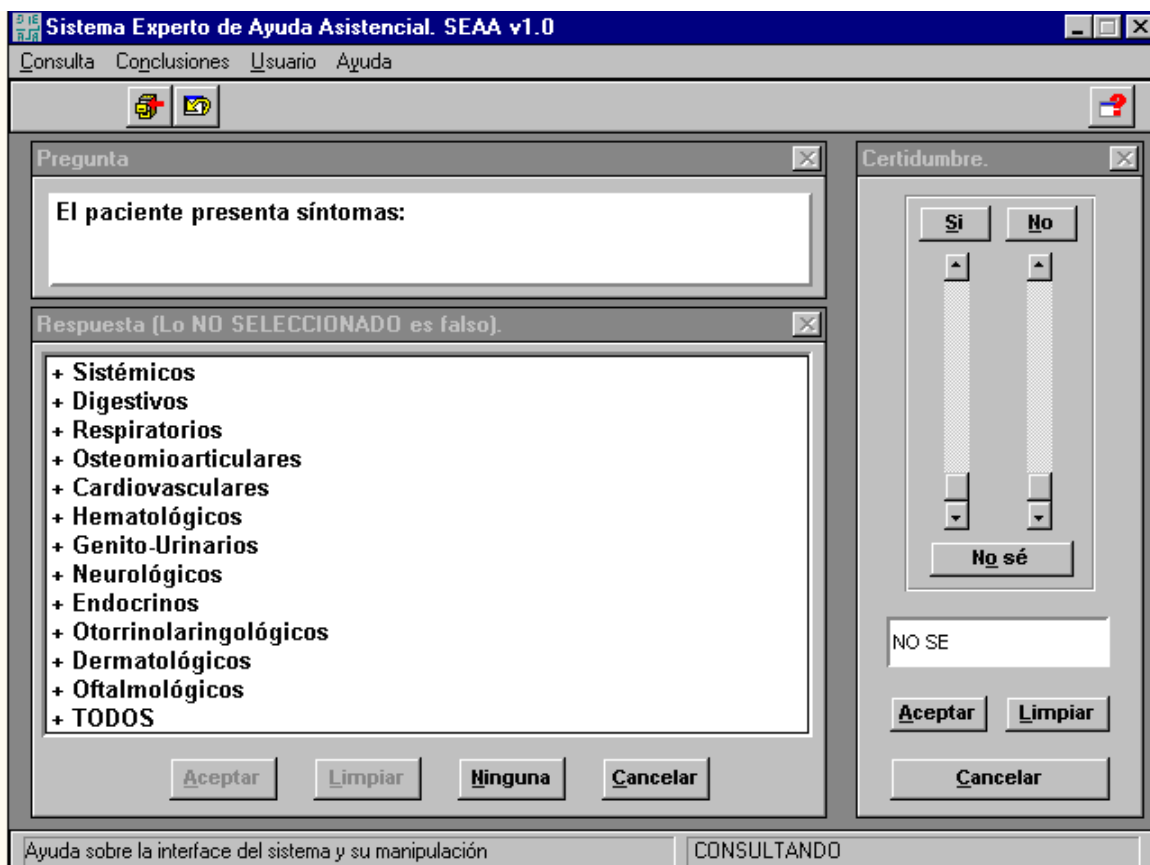 Sistema Experto de Ayuda Asistencial. SEAA v1.0
Consulta Conclusiones Usuario Ayuda
Pregunta
El paciente presenta síntomas:
Respuesta (Lo NO SELECCIONADO es falso).
+ Sistémicos
+ Digestivos
+ Respiratorios
+ Osteomioarticulares
+ Cardiovasculares
+ Hematológicos
+ Genito-Urinarios
+ Neurológicos
+ Endocrinos
+ Otorrinolaringológicos
+ Dermatológicos
+ Oftalmológicos
+ TODOS
Aceptar Limpiar Ninguna Cancelar
Certidumbre.
Si No
No sé
NO SE
Aceptar Limpiar
Cancelar
Ayuda sobre la interface del sistema y su manipulación CONSULTANDO